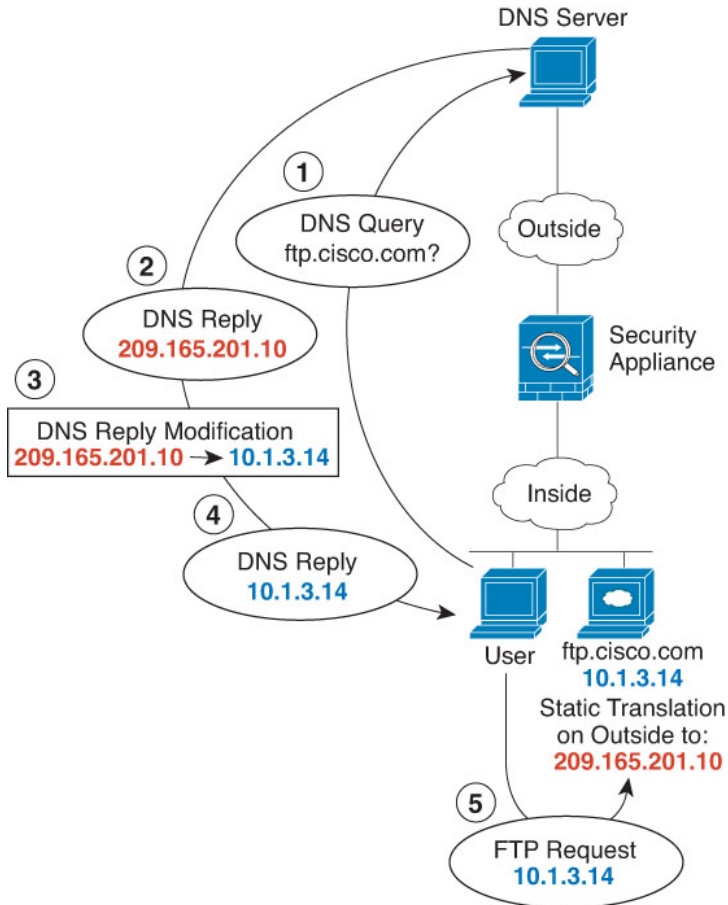 DNS Server
1
DNS Query
ftp.cisco.com?
Outside
2
DNS Reply
209.165.201.10
Security
Appliance
3
DNS Reply Modification
209.165.201.10 → 10.1.3.14
Inside
4
DNS Reply
10.1.3.14
User
ftp.cisco.com
10.1.3.14
Static Translation
on Outside to:
209.165.201.10
5
FTP Request
10.1.3.14